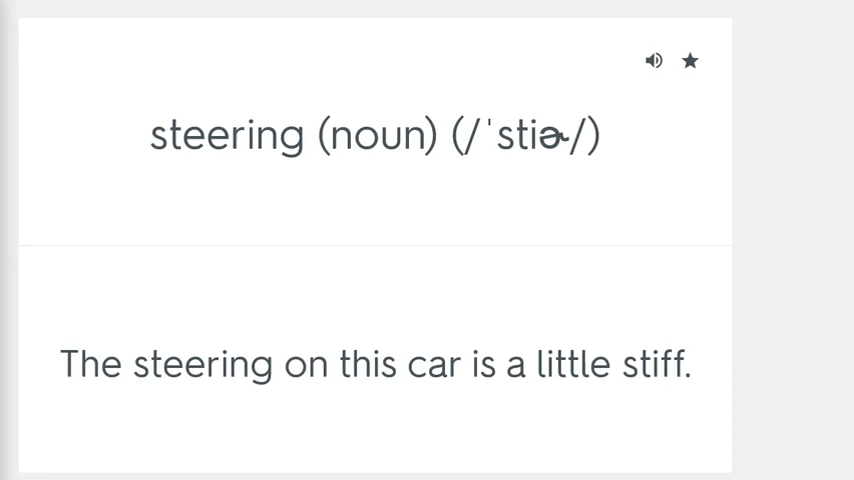 steering (noun) (/ˈstiɚ/)
The steering on this car is a little stiff.